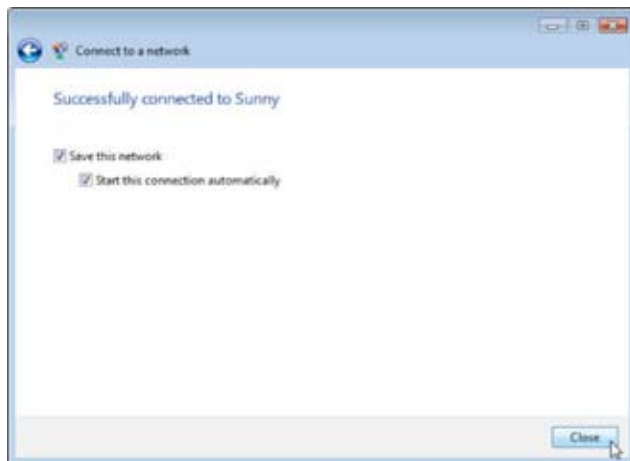 Connect to a network
Successfully connected to Sunny
Save this network
Start this connection automatically
Close